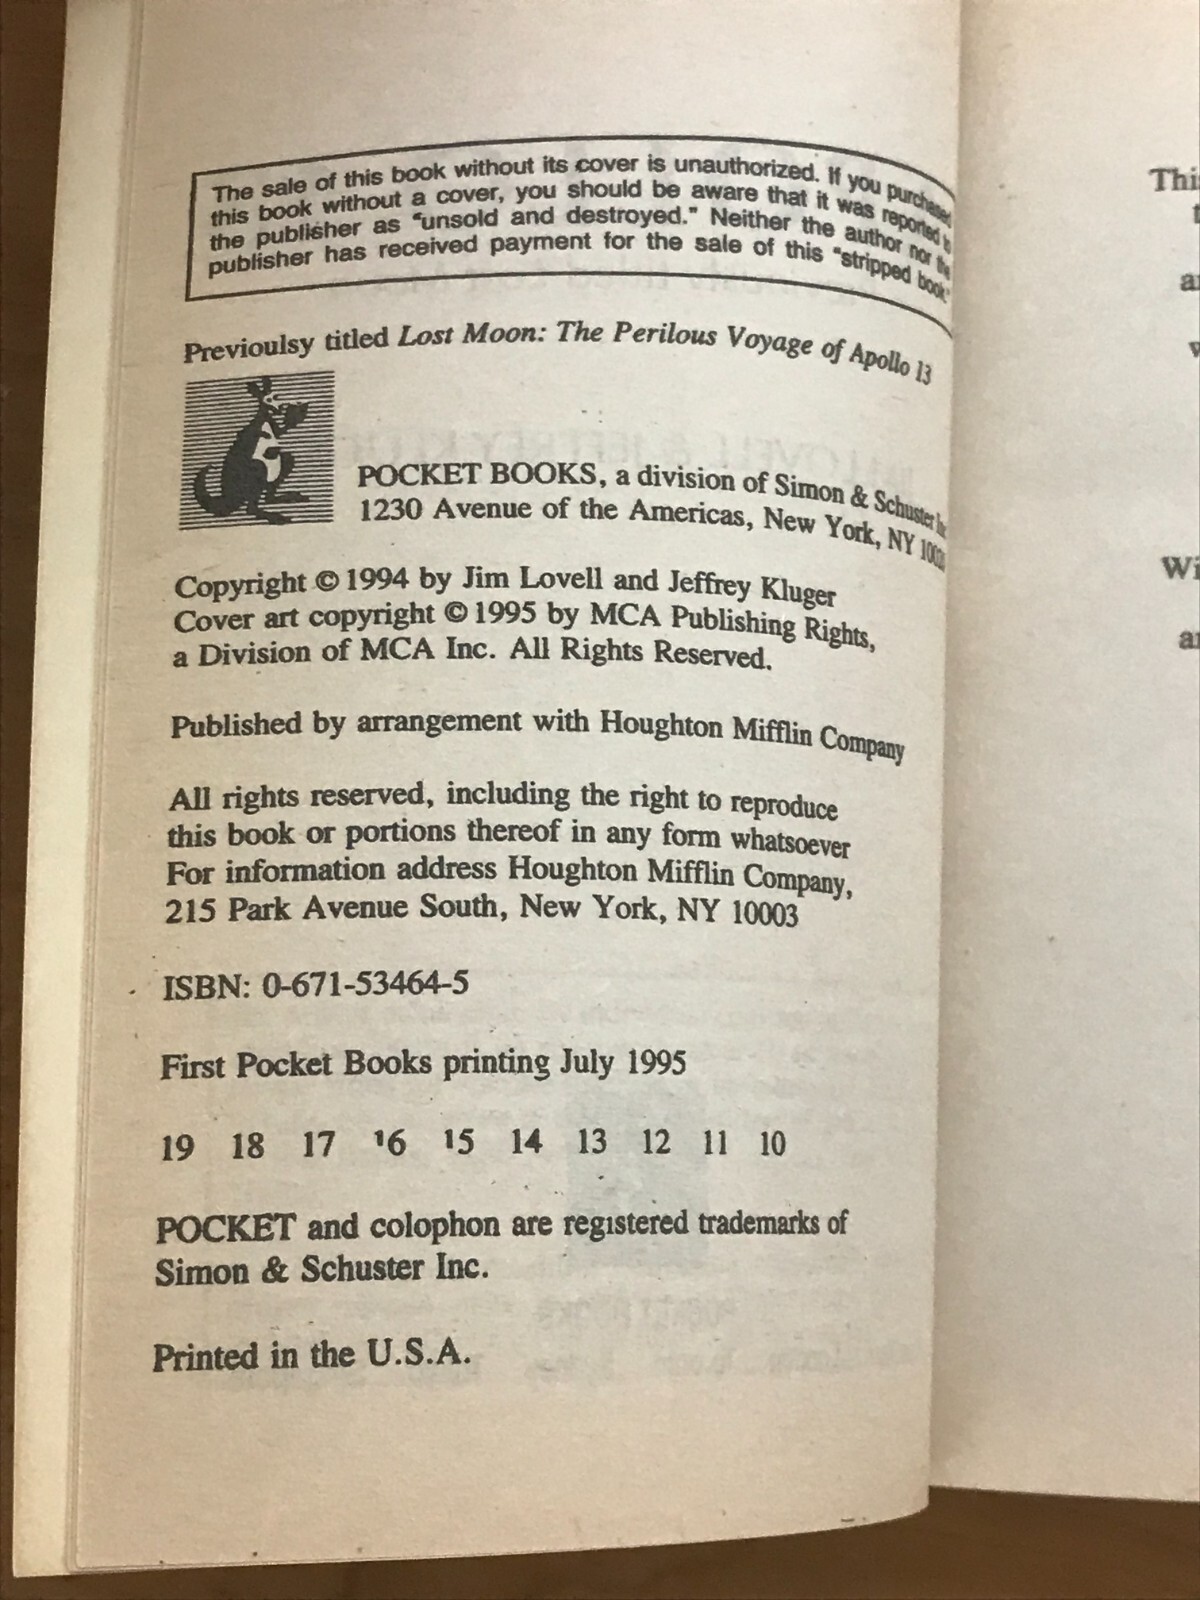 The sale of this book without its cover is unauthorized. If you purchased
this book without a cover, you should be aware that it was reported to
the publisher as "unsold and destroyed." Neither the author nor the
publisher has received payment for the sale of this "stripped book."
Previoulsy titled Lost Moon: The Perilous Voyage of Apollo 13
POCKET BOOKS, a division of Simon & Schuster Inc.
1230 Avenue of the Americas, New York, NY
Copyright © 1994 by Jim Lovell and Jeffrey Kluger
Cover art copyright © 1995 by MCA Publishing Rights,
a Division of MCA Inc. All Rights Reserved.
Published by arrangement with Houghton Mifflin Company
All rights reserved, including the right to reproduce
this book or portions thereof in any form whatsoever
For information address Houghton Mifflin Company,
215 Park Avenue South, New York, NY 10003
ISBN: 0-671-53464-5
First Pocket Books printing July 1995
19 18 17 16 15 14 13 12 11 10
POCKET and colophon are registered trademarks of
Simon & Schuster Inc.
Printed in the U.S.A.
Thi
t
a
w
Wi
a